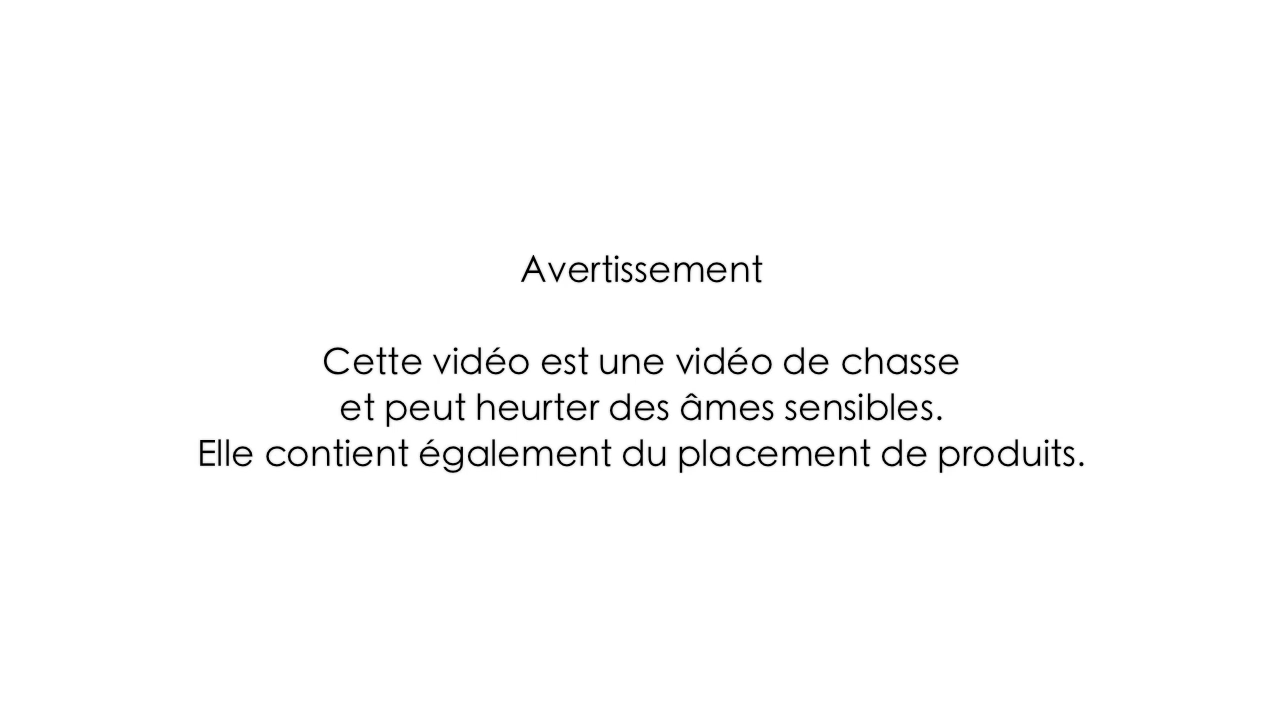 Avertissement
Cette vidéo est une vidéo de chasse
et peut heurter des âmes sensibles.
Elle contient également du placement de produits.